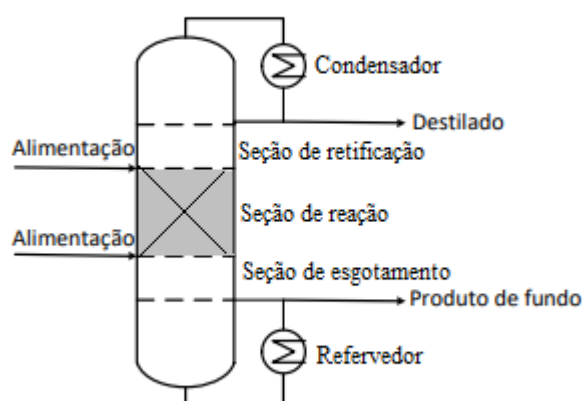 Condensador
Destilado
Alimentação
Seção de retificação
Seção de reação
Alimentação
Seção de esgotamento
Produto de fundo
Refervedor